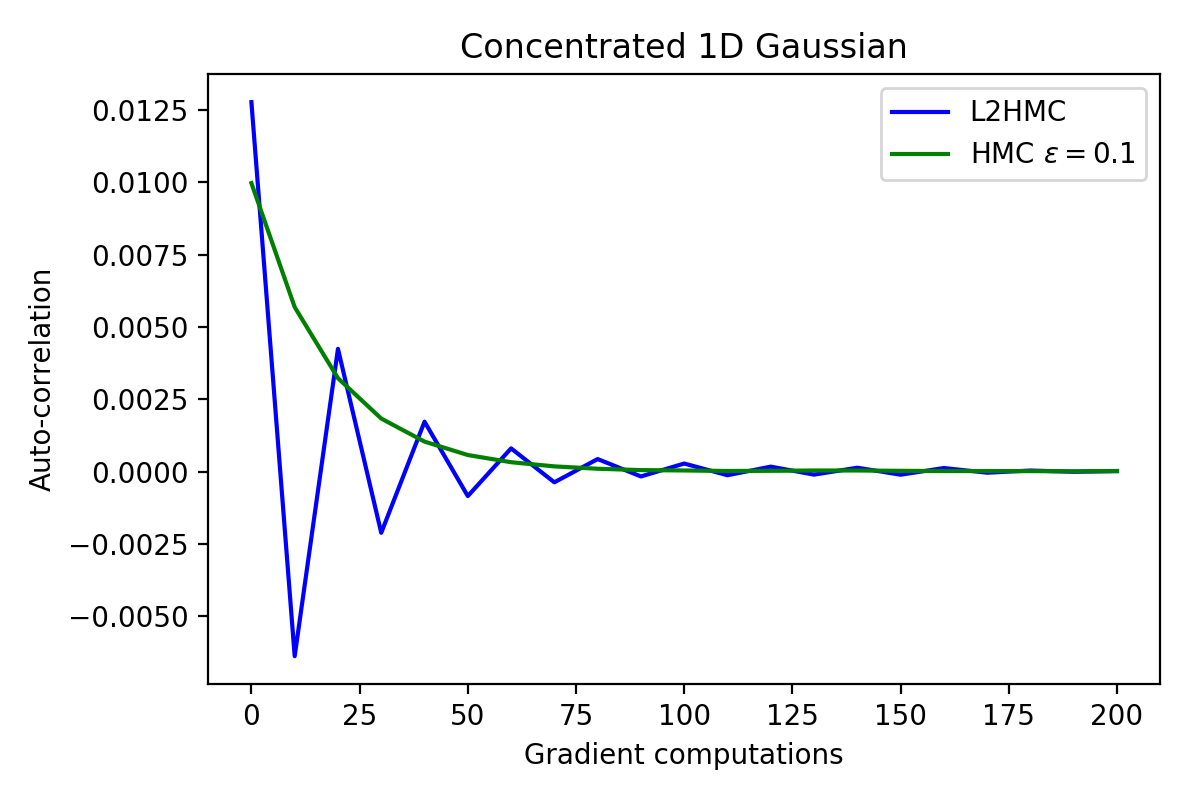 Concentrated 1D Gaussian
L2HMC
HMC ε = 0.1
0.0125
0.0100
0.0075
0.0050
0.0025
0.0000
−0.0025
−0.0050
Auto-correlation
0 25 50 75 100 125 150 175 200
Gradient computations